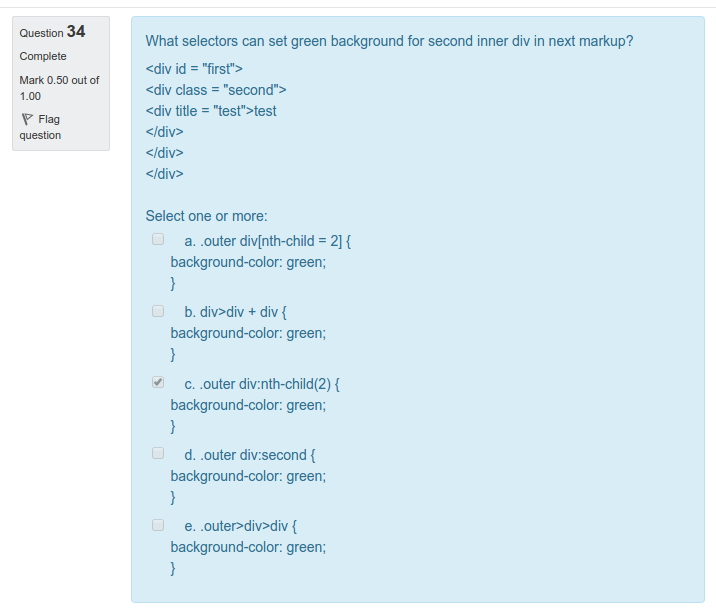 Question 34
Complete
Mark 0.50 out of
1.00
Flag
question
What selectors can set green background for second inner div in next markup?
<div id = "first">
<div class = "second">
<div title = "test">test
</div>
</div>
</div>
Select one or more:
a. .outer div[nth-child = 2] {
background-color: green;
}
b. div>div + div {
background-color: green;
}
c. .outer div:nth-child(2) {
background-color: green;
}
d. .outer div:second {
background-color: green;
}
e. .outer>div>div {
background-color: green;
}